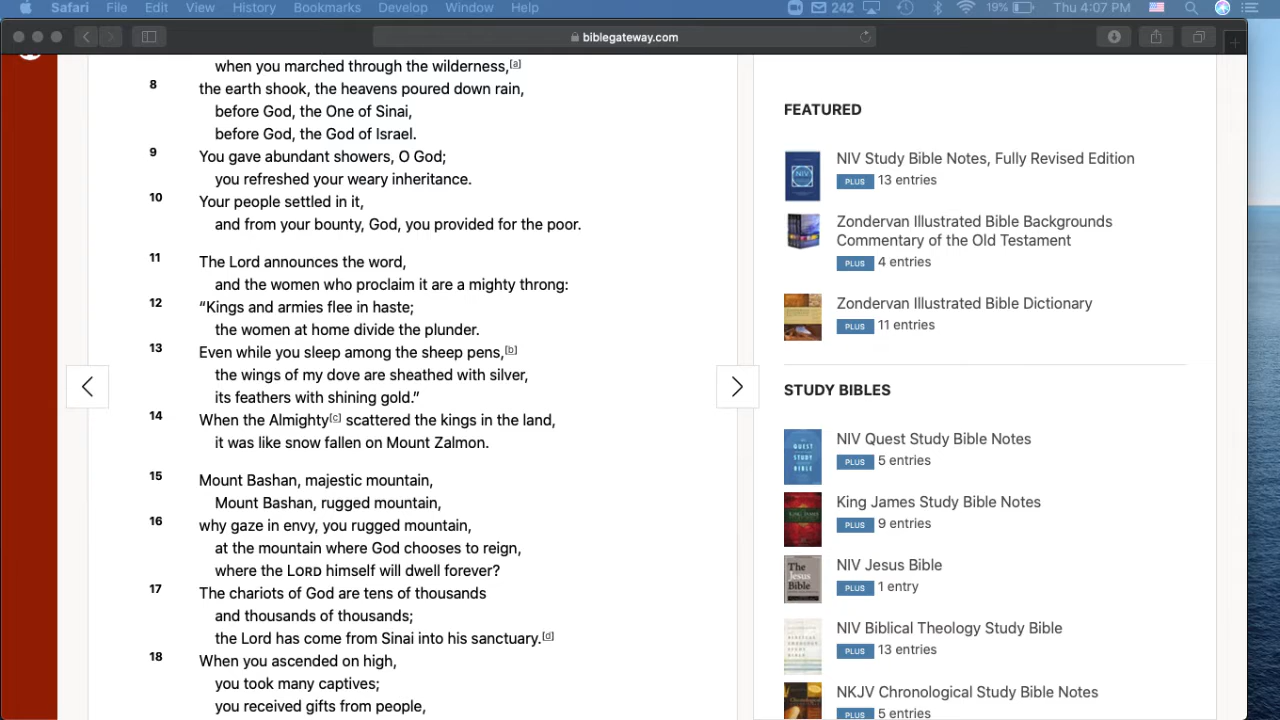 Safari File Edit View History Bookmarks Develop Window Help 242 19% Thu 4:07 PM
biblegateway.com
when you marched through the wilderness,[a]
8 the earth shook, the heavens poured down rain,
before God, the One of Sinai,
before God, the God of Israel.
9 You gave abundant showers, O God;
you refreshed your weary inheritance.
10 Your people settled in it,
and from your bounty, God, you provided for the poor.
11 The Lord announces the word,
and the women who proclaim it are a mighty throng:
12 “Kings and armies flee in haste;
the women at home divide the plunder.
13 Even while you sleep among the sheep pens,[b]
the wings of my dove are sheathed with silver,
its feathers with shining gold.”
14 When the Almighty[c] scattered the kings in the land,
it was like snow fallen on Mount Zalmon.
15 Mount Bashan, majestic mountain,
Mount Bashan, rugged mountain,
16 why gaze in envy, you rugged mountain,
at the mountain where God chooses to reign,
where the LORD himself will dwell forever?
17 The chariots of God are tens of thousands
and thousands of thousands;
the Lord has come from Sinai into his sanctuary.[d]
18 When you ascended on high,
you took many captives;
you received gifts from people,
FEATURED
NIV
NIV Study Bible Notes, Fully Revised Edition
PLUS 13 entries
Zondervan Illustrated Bible Backgrounds
Commentary of the Old Testament
PLUS 4 entries
Zondervan Illustrated Bible Dictionary
PLUS 11 entries
STUDY BIBLES
QUEST
STUDY
BIBLE
NIV Quest Study Bible Notes
PLUS 5 entries
King James Study Bible Notes
PLUS 9 entries
The
Jesus
Bible
NIV Jesus Bible
PLUS 1 entry
NIV Biblical Theology Study Bible
PLUS 13 entries
NKJV Chronological Study Bible Notes
PLUS 5 entries